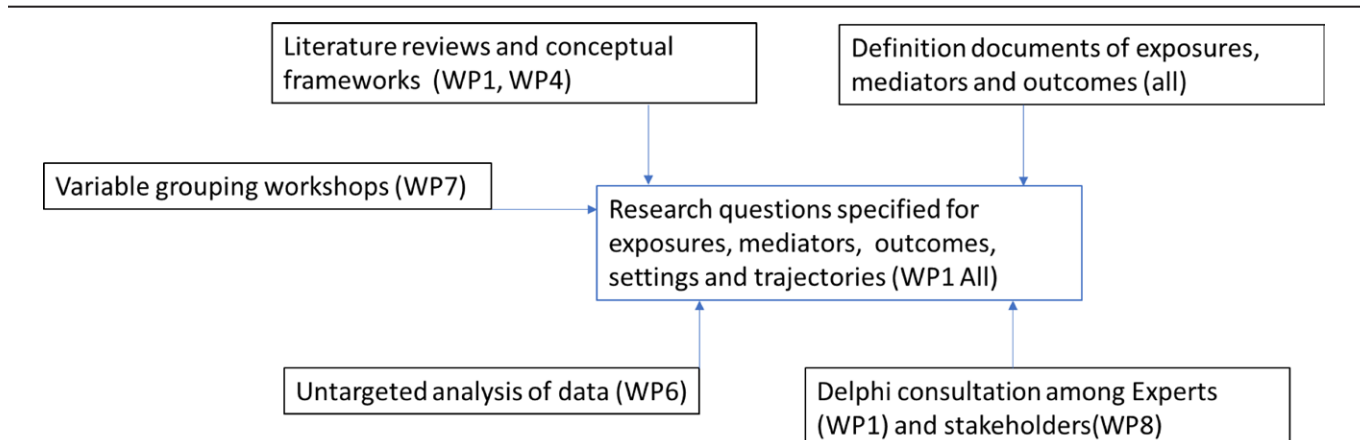 Literature reviews and conceptual
frameworks  (WP1, WP4)
Definition documents of exposures,
mediators and outcomes (all)
Variable grouping workshops (WP7)
Research questions specified for
exposures, mediators,  outcomes,
settings and trajectories (WP1 All)
Untargeted analysis of data (WP6)
Delphi consultation among Experts
(WP1) and stakeholders(WP8)